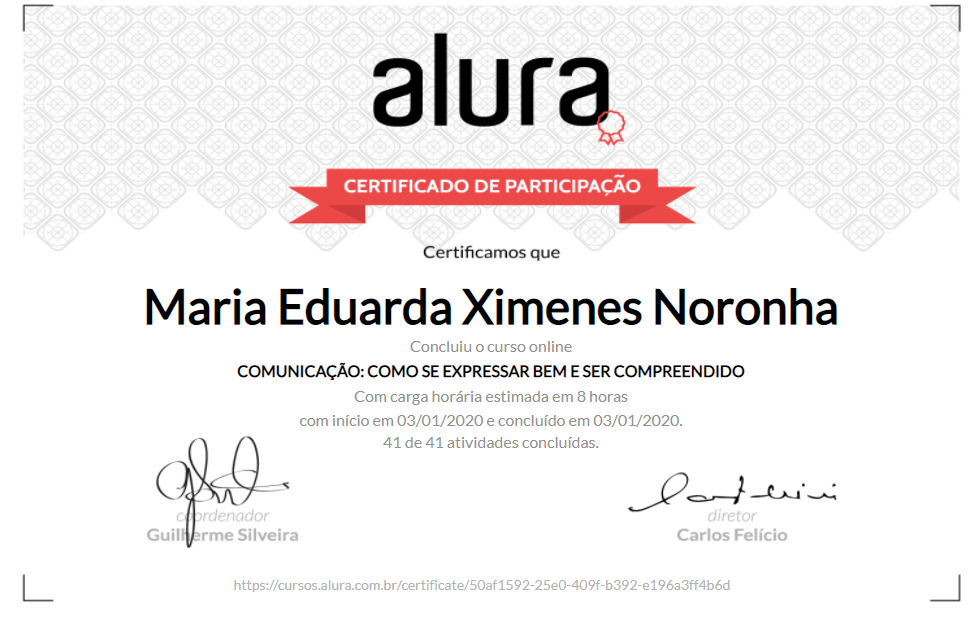 alura
CERTIFICADO DE PARTICIPAÇÃO
Certificamos que
Maria Eduarda Ximenes Noronha
Concluiu o curso online
COMUNICAÇÃO: COMO SE EXPRESSAR BEM E SER COMPREENDIDO
Com carga horária estimada em 8 horas
com início em 03/01/2020 e concluído em 03/01/2020.
41 de 41 atividades concluídas.
coordenador
Guilherme Silveira
diretor
Carlos Felício
https://cursos.alura.com.br/certificate/50af1592-25e0-409f-b392-e196a3ff4b6d